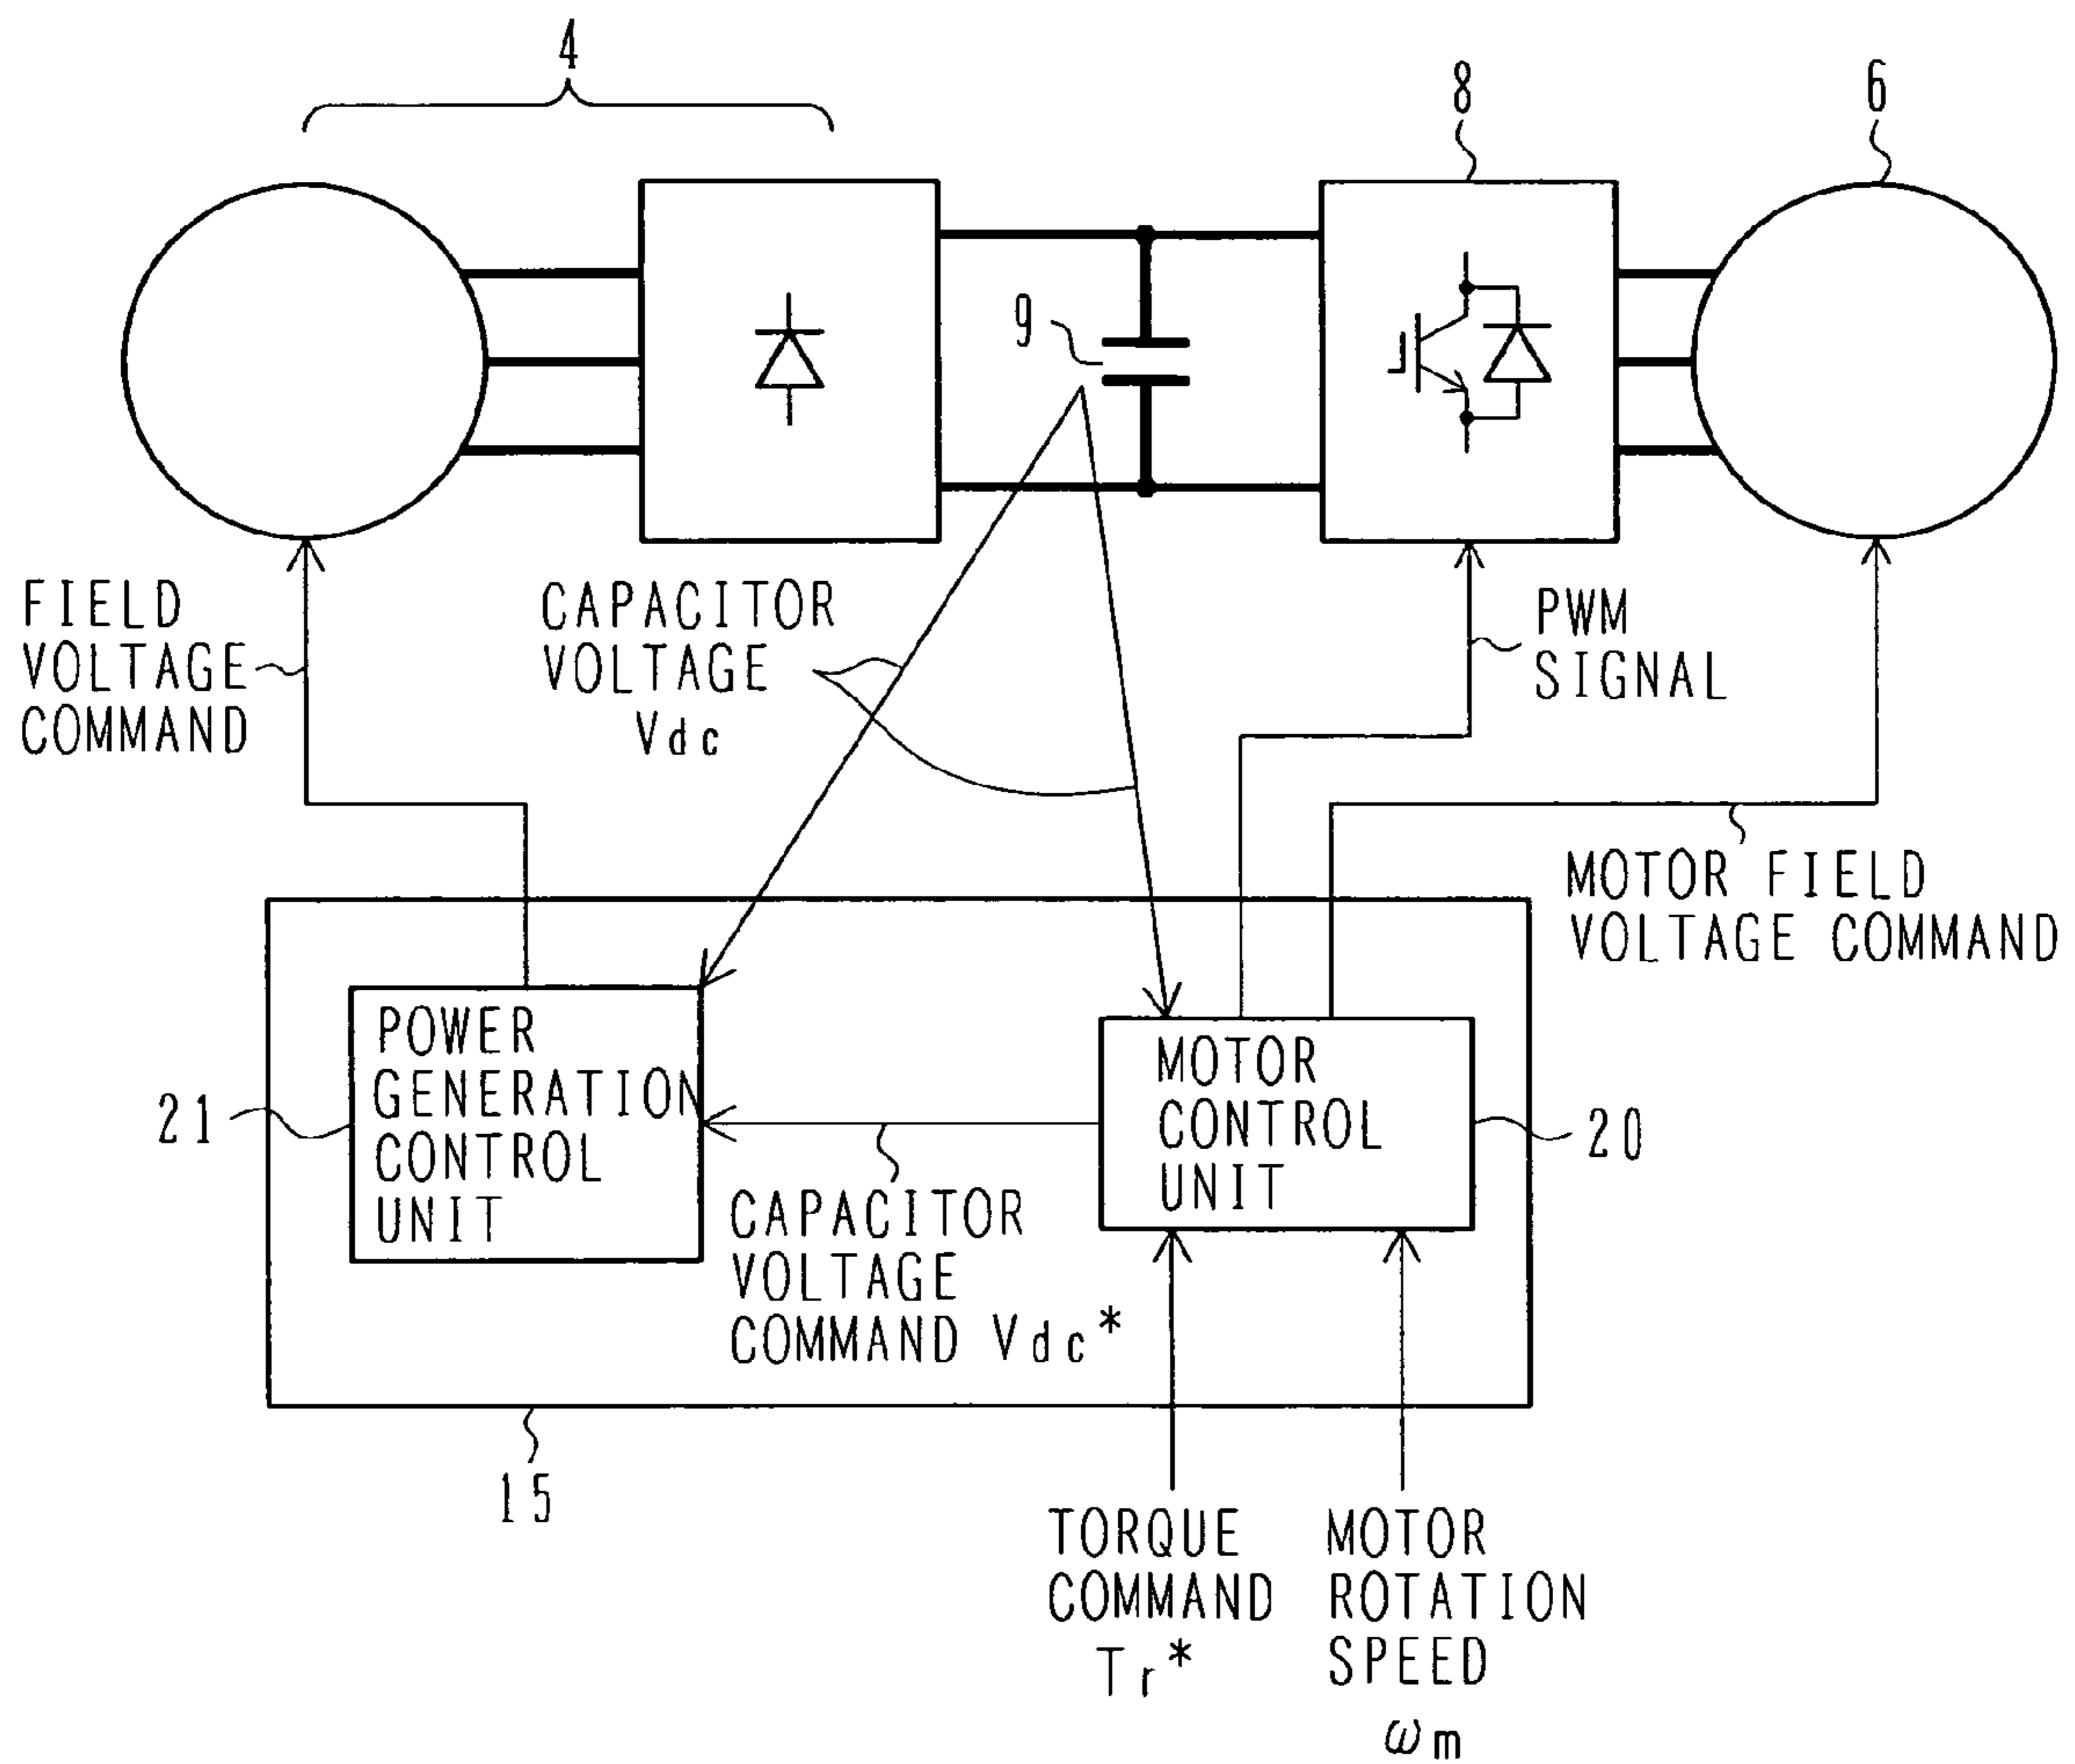 4
8
6
9
FIELD
VOLTAGE
COMMAND
CAPACITOR
VOLTAGE
Vdc
PWM
SIGNAL
MOTOR FIELD
VOLTAGE COMMAND
POWER
GENERATION
CONTROL
UNIT
21
MOTOR
CONTROL
UNIT
20
CAPACITOR
VOLTAGE
COMMAND Vdc*
15
TORQUE
COMMAND
Tr*
MOTOR
ROTATION
SPEED
ωm